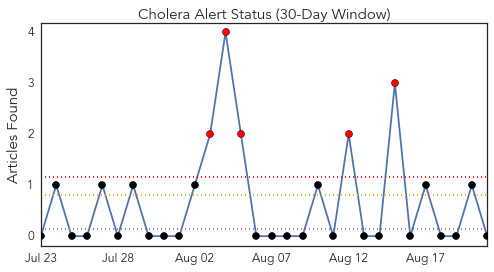 Cholera Alert Status (30-Day Window)
Articles Found
4
3
2
1
0
Jul 23
Jul 28
Aug 02
Aug 07
Aug 12
Aug 17